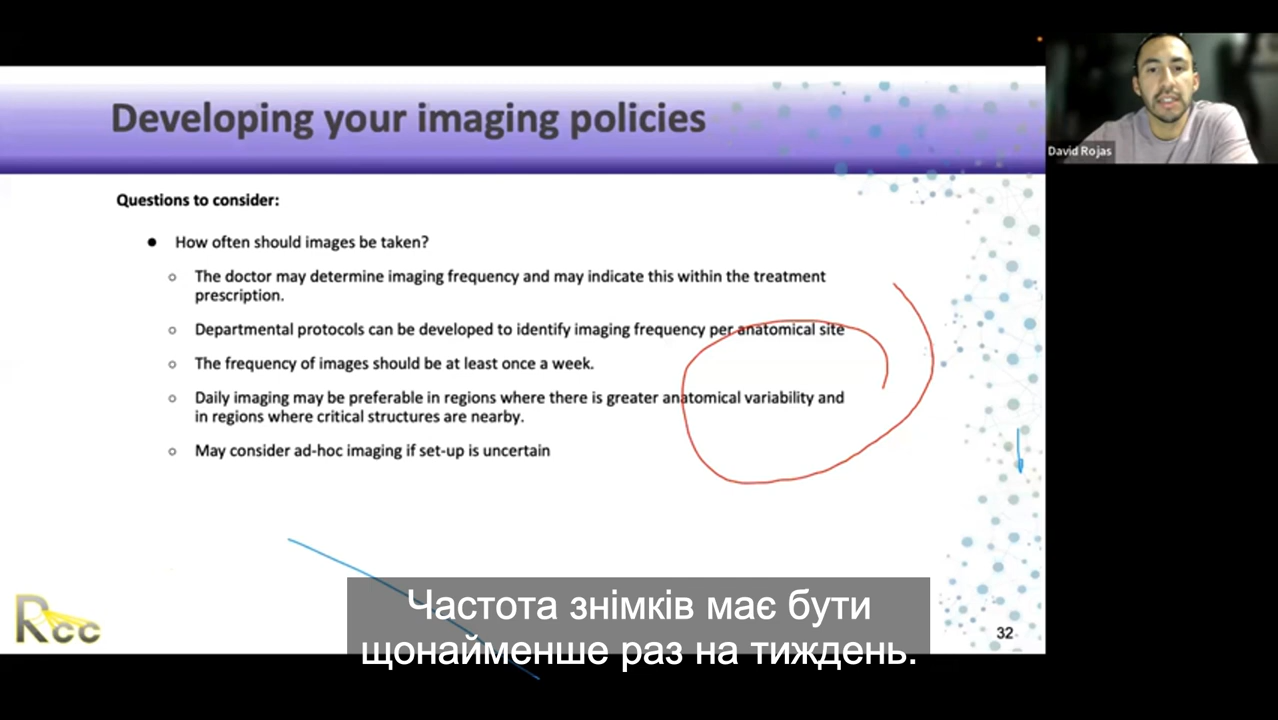 Developing your imaging policies
David Rojas
Questions to consider:
● How often should images be taken?
○ The doctor may determine imaging frequency and may indicate this within the treatment
prescription.
○ Departmental protocols can be developed to identify imaging frequency per anatomical site
○ The frequency of images should be at least once a week.
○ Daily imaging may be preferable in regions where there is greater anatomical variability and
in regions where critical structures are nearby.
○ May consider ad-hoc imaging if set-up is uncertain
Частота знімків має бути
щонайменше раз на тиждень.
Rcc
32